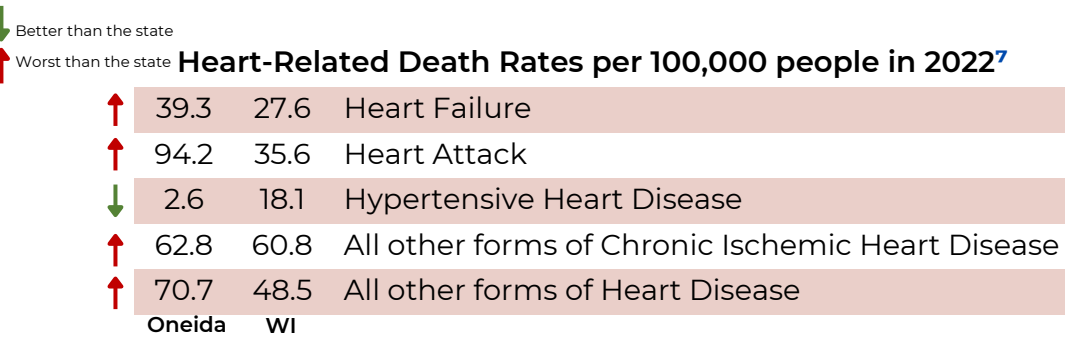 Better than the state
Worst than the state
Heart-Related Death Rates per 100,000 people in 2022⁷
39.3 27.6 Heart Failure
94.2 35.6 Heart Attack
2.6 18.1 Hypertensive Heart Disease
62.8 60.8 All other forms of Chronic Ischemic Heart Disease
70.7 48.5 All other forms of Heart Disease
Oneida WI